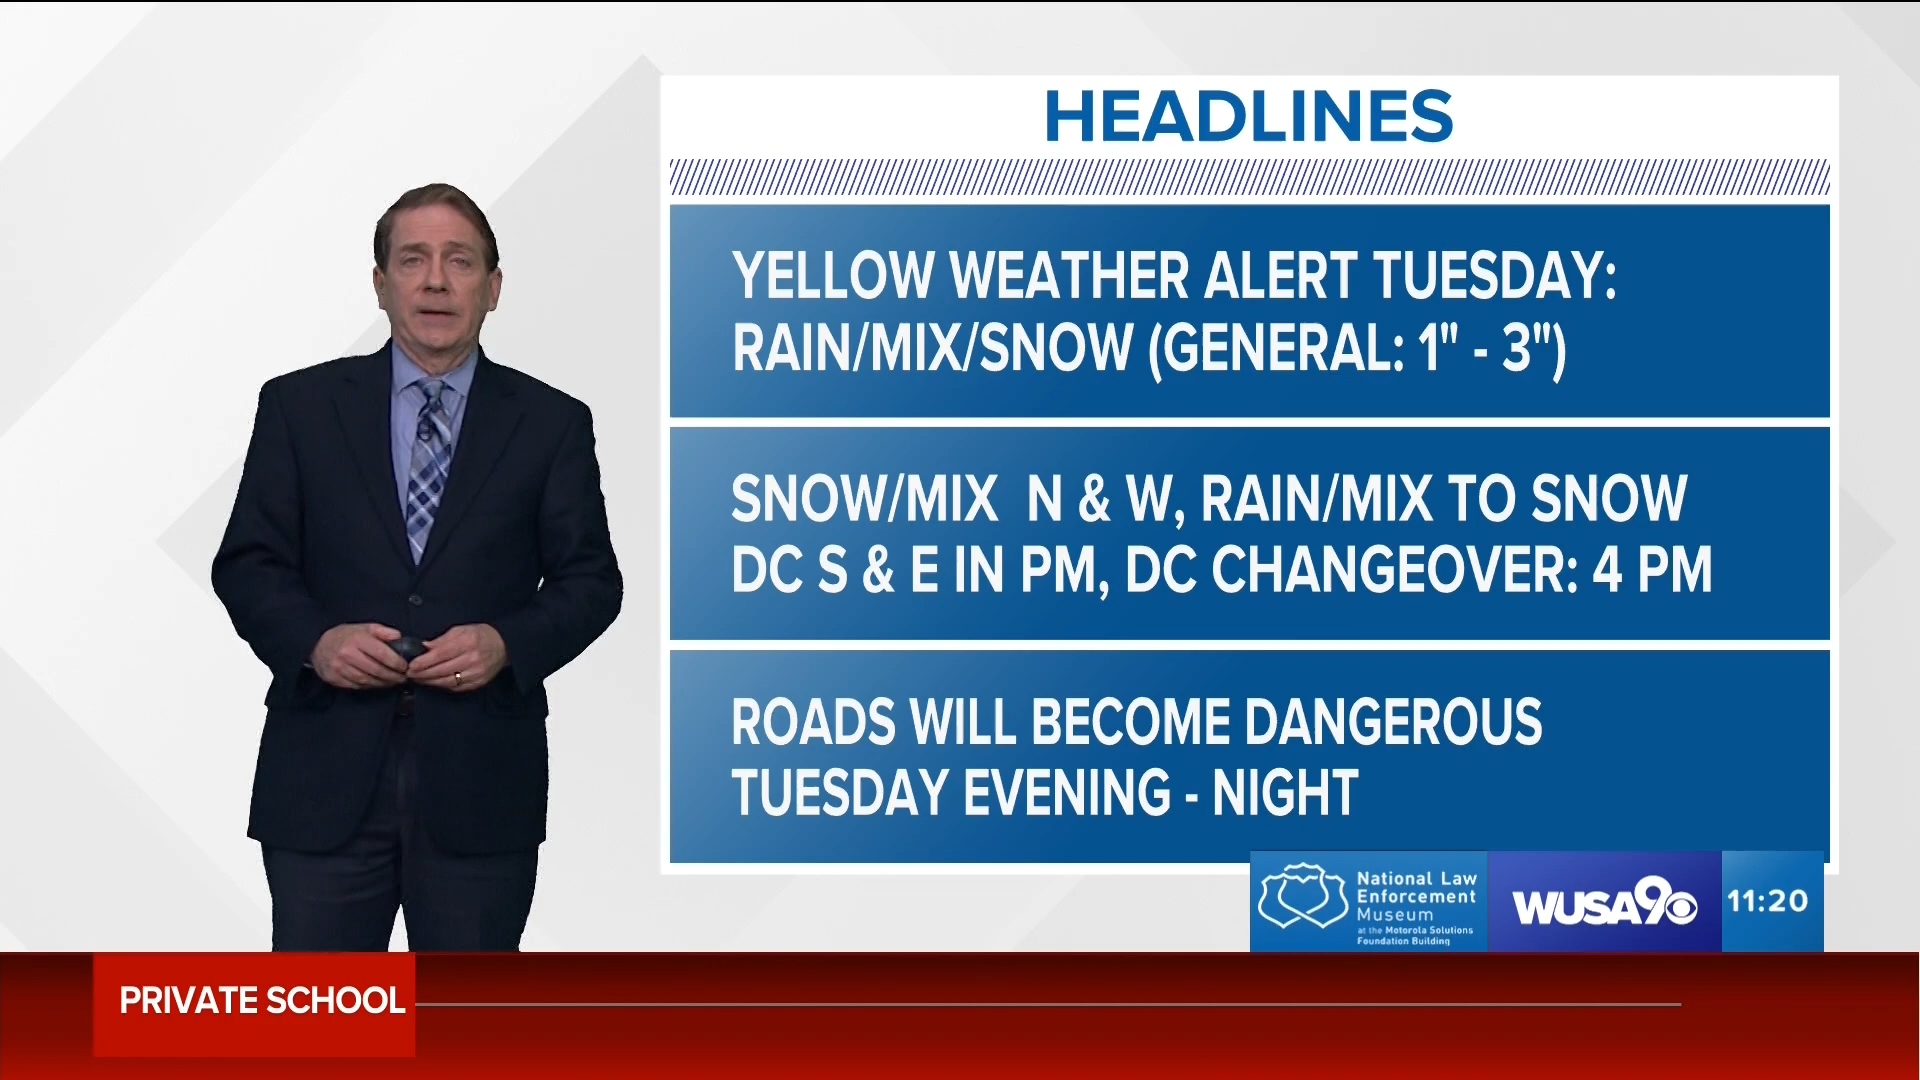 HEADLINES
YELLOW WEATHER ALERT TUESDAY:
RAIN/MIX/SNOW (GENERAL: 1" - 3")
SNOW/MIX  N & W, RAIN/MIX TO SNOW
DC S & E IN PM, DC CHANGEOVER: 4 PM
ROADS WILL BECOME DANGEROUS
TUESDAY EVENING - NIGHT
National Law
Enforcement
Museum
at the Motorola Solutions
Foundation Building
WUSA9
11:20
PRIVATE SCHOOL